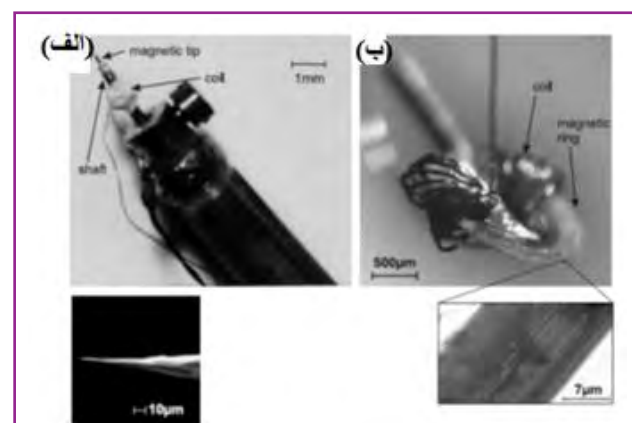 (الف)
magnetic tip
coil
1mm
shaft
10µm
(ب)
coil
magnetic
ring
500µm
7µm